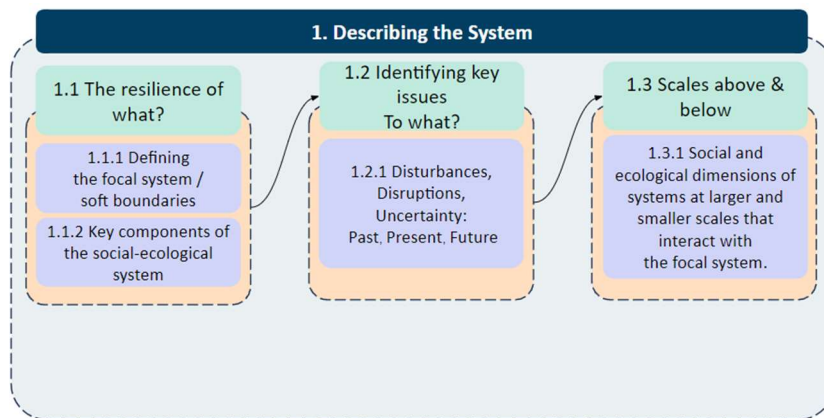 1. Describing the System
1.1 The resilience of
what?
1.1.1 Defining
the focal system /
soft boundaries
1.1.2 Key components of
the social-ecological
system
1.2 Identifying key
issues
To what?
1.2.1 Disturbances,
Disruptions,
Uncertainty:
Past, Present, Future
1.3 Scales above &
below
1.3.1 Social and
ecological dimensions of
systems at larger and
smaller scales that
interact with
the focal system.